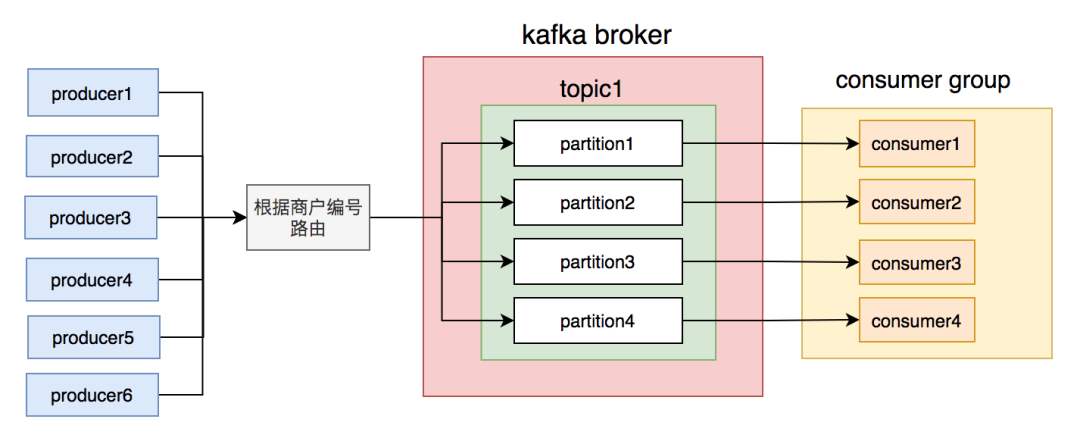 kafka broker
topic1
consumer group
producer1
producer2
producer3
producer4
producer5
producer6
根据商户编号
路由
partition1
partition2
partition3
partition4
consumer1
consumer2
consumer3
consumer4